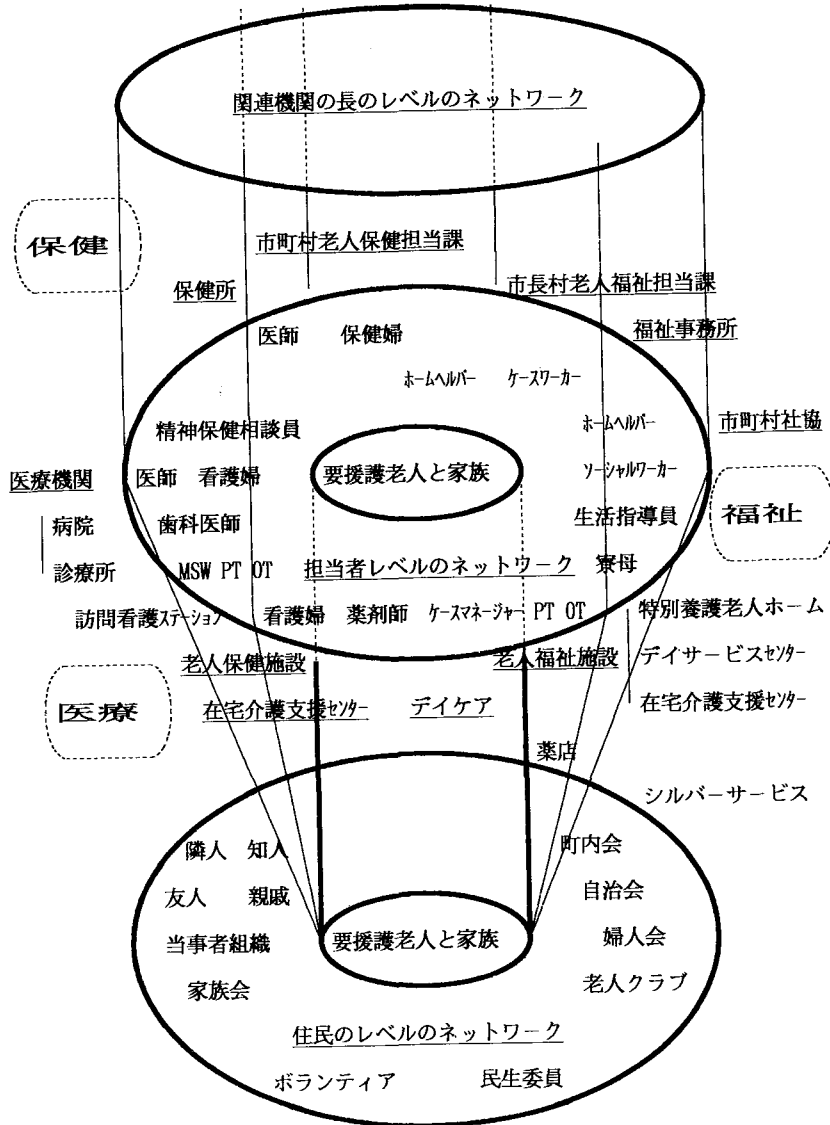 関連機関の長のレベルのネットワーク
保健
市町村老人保健担当課
保健所
市長村老人福祉担当課
福祉事務所
医師 保健婦
ホームヘルパー ケースワーカー
精神保健相談員
ホームヘルパー
市町村社協
医療機関
医師 看護婦
要援護老人と家族
ソーシャルワーカー
福祉
病院
歯科医師
生活指導員
診療所
MSW PT OT
担当者レベルのネットワーク
寮母
訪問看護ステーション
看護婦 薬剤師 ケースマネージャー PT OT
特別養護老人ホーム
老人保健施設
老人福祉施設
デイサービスセンター
医療
在宅介護支援センター
デイケア
在宅介護支援センター
薬店
シルバーサービス
隣人 知人
町内会
友人 親戚
自治会
当事者組織
要援護老人と家族
婦人会
家族会
老人クラブ
住民のレベルのネットワーク
ボランティア
民生委員